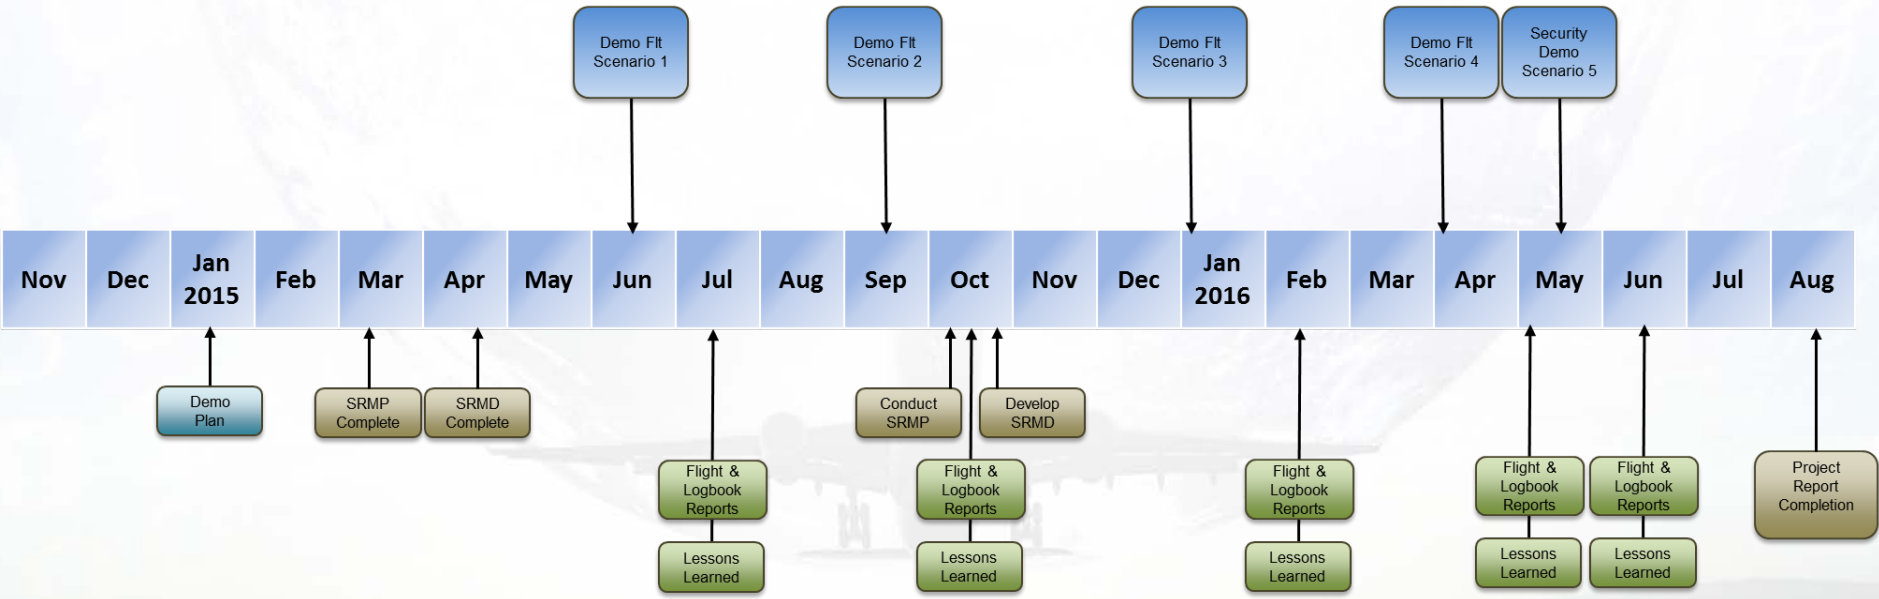 Demo Flt
Scenario 1
Demo Flt
Scenario 2
Demo Flt
Scenario 3
Demo Flt
Scenario 4
Security
Demo
Scenario 5
Nov
Dec
Jan
2015
Feb
Mar
Apr
May
Jun
Jul
Aug
Sep
Oct
Nov
Dec
Jan
2016
Feb
Mar
Apr
May
Jun
Jul
Aug
Demo
Plan
SRMP
Complete
SRMD
Complete
Conduct
SRMP
Develop
SRMD
Flight &
Logbook
Reports
Lessons
Learned
Flight &
Logbook
Reports
Lessons
Learned
Flight &
Logbook
Reports
Lessons
Learned
Flight &
Logbook
Reports
Lessons
Learned
Flight &
Logbook
Reports
Lessons
Learned
Project
Report
Completion